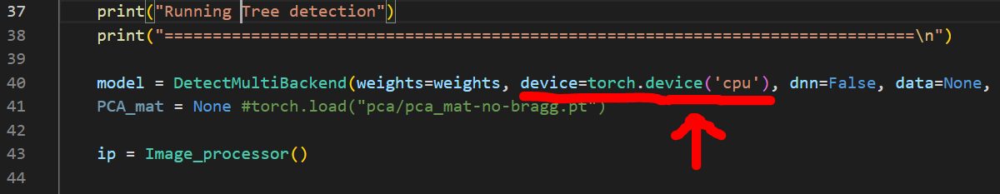 37 print("Running Tree detection")
38 print("==============================================================================\n")
39
40 model = DetectMultiBackend(weights=weights, device=torch.device('cpu'), dnn=False, data=None,
41 PCA_mat = None #torch.load("pca/pca_mat-no-bragg.pt")
42
43 ip = Image_processor()
44